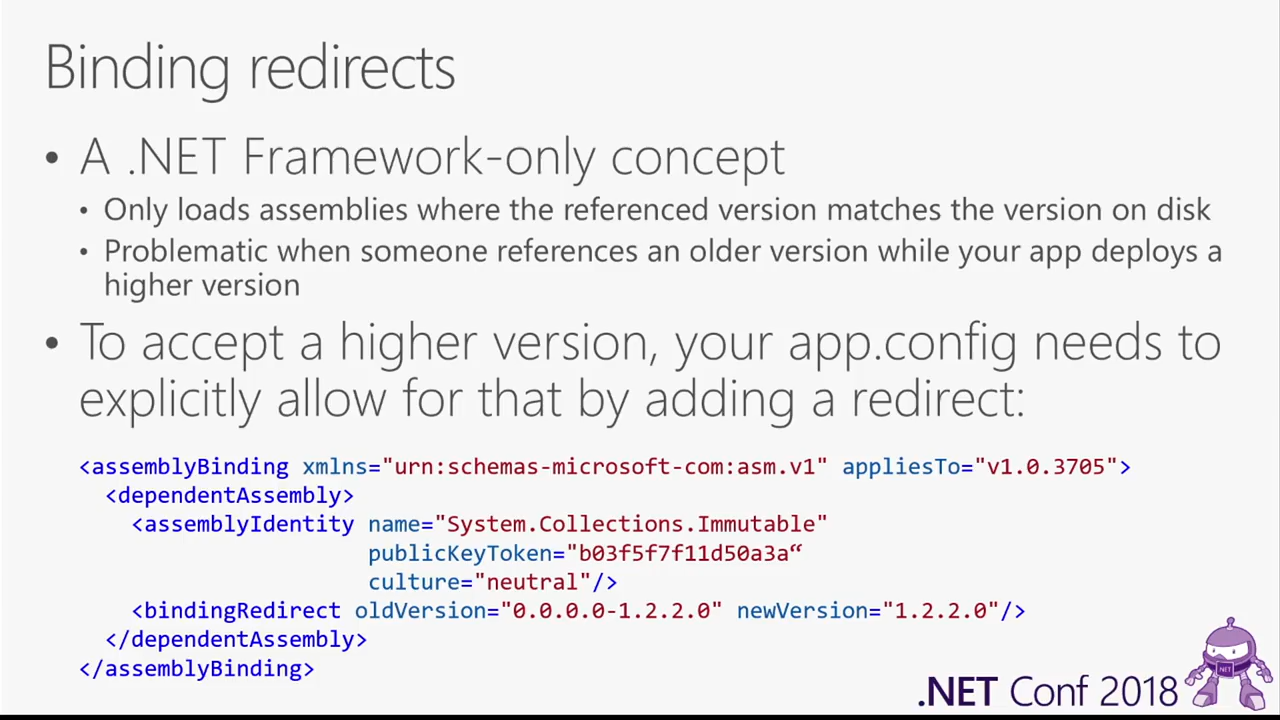 Binding redirects
• A .NET Framework-only concept
• Only loads assemblies where the referenced version matches the version on disk
• Problematic when someone references an older version while your app deploys a
higher version
• To accept a higher version, your app.config needs to
explicitly allow for that by adding a redirect:
<assemblyBinding xmlns="urn:schemas-microsoft-com:asm.v1" appliesTo="v1.0.3705">
<dependentAssembly>
<assemblyIdentity name="System.Collections.Immutable"
publicKeyToken="b03f5f7f11d50a3a“
culture="neutral"/>
<bindingRedirect oldVersion="0.0.0.0-1.2.2.0" newVersion="1.2.2.0"/>
</dependentAssembly>
</assemblyBinding>
.NET Conf 2018
.NET